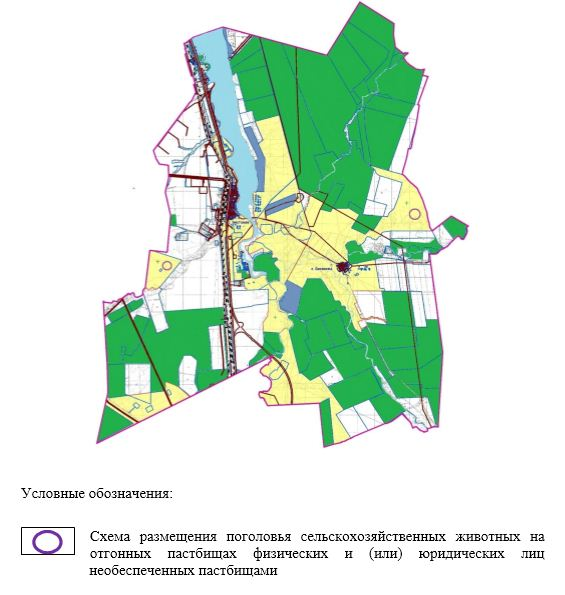 Условные обозначения:
Схема размещения поголовья сельскохозяйственных животных на
отгонных пастбищах физических и (или) юридических лиц
необеспеченных пастбищами